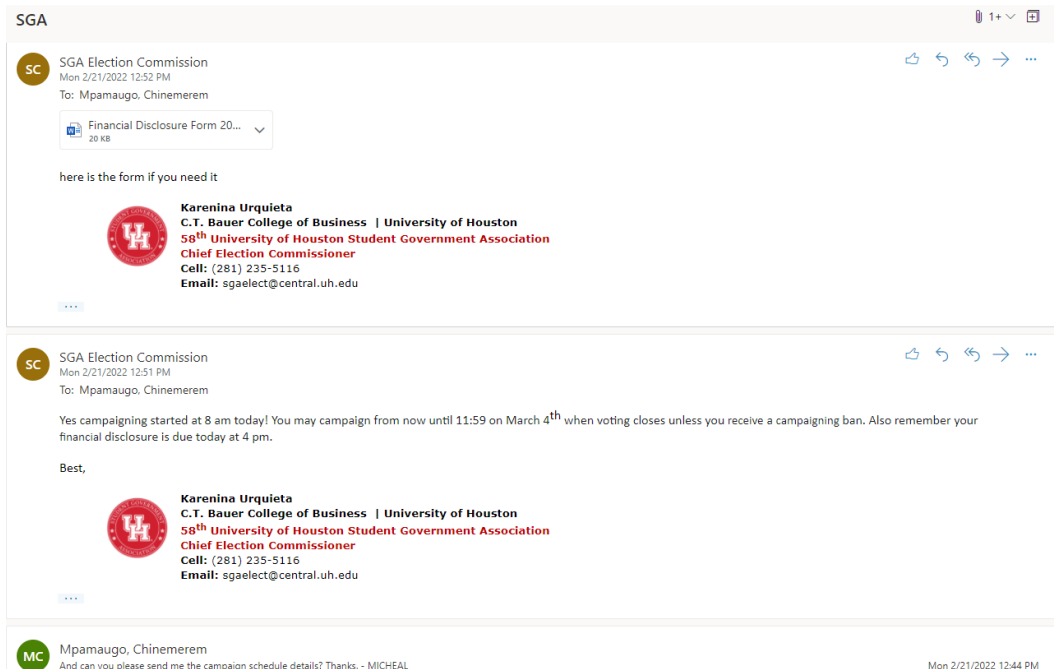 SGA
1+
SC
SGA Election Commission
Mon 2/21/2022 12:52 PM
To: Mpamaugo, Chinemerem
Financial Disclosure Form 20...
20 KB
here is the form if you need it
STUDENT GOVERNMENT
UH
ASSOCIATION
Karenina Urquieta
C.T. Bauer College of Business | University of Houston
58th University of Houston Student Government Association
Chief Election Commissioner
Cell: (281) 235-5116
Email: sgaelect@central.uh.edu
...
SC
SGA Election Commission
Mon 2/21/2022 12:51 PM
To: Mpamaugo, Chinemerem
Yes campaigning started at 8 am today! You may campaign from now until 11:59 on March 4th when voting closes unless you receive a campaigning ban. Also remember your
financial disclosure is due today at 4 pm.
Best,
STUDENT GOVERNMENT
UH
ASSOCIATION
Karenina Urquieta
C.T. Bauer College of Business | University of Houston
58th University of Houston Student Government Association
Chief Election Commissioner
Cell: (281) 235-5116
Email: sgaelect@central.uh.edu
...
MC
Mpamaugo, Chinemerem
And can you please send me the campaign schedule details? Thanks. - MICHEAL
Mon 2/21/2022 12:44 PM